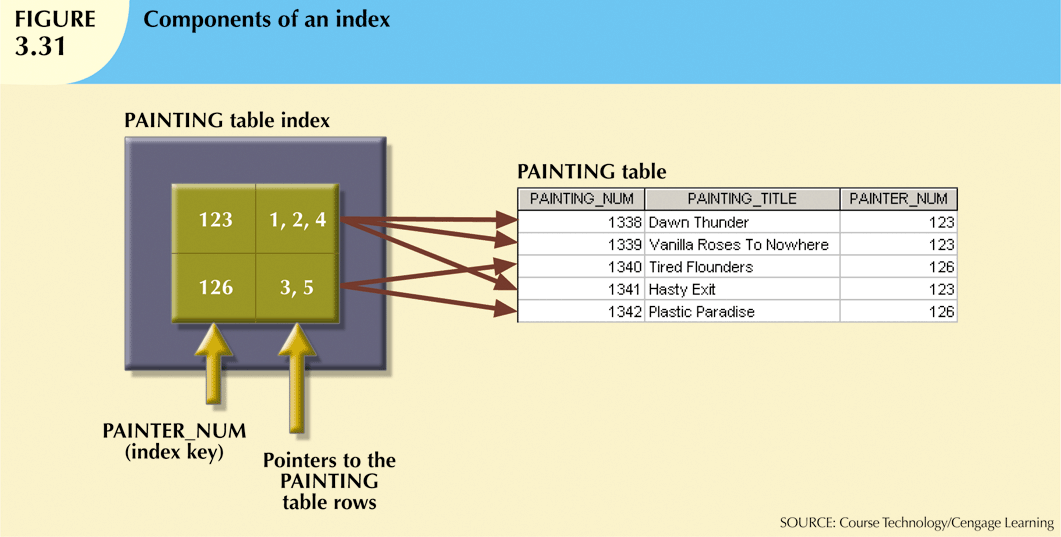 FIGURE
3.31
Components of an index
PAINTING table index
123 1, 2, 4
126 3, 5
PAINTER_NUM
(index key)
Pointers to the
PAINTING
table rows
PAINTING table
PAINTING_NUM PAINTING_TITLE PAINTER_NUM
1338 Dawn Thunder 123
1339 Vanilla Roses To Nowhere 123
1340 Tired Flounders 126
1341 Hasty Exit 123
1342 Plastic Paradise 126
SOURCE: Course Technology/Cengage Learning